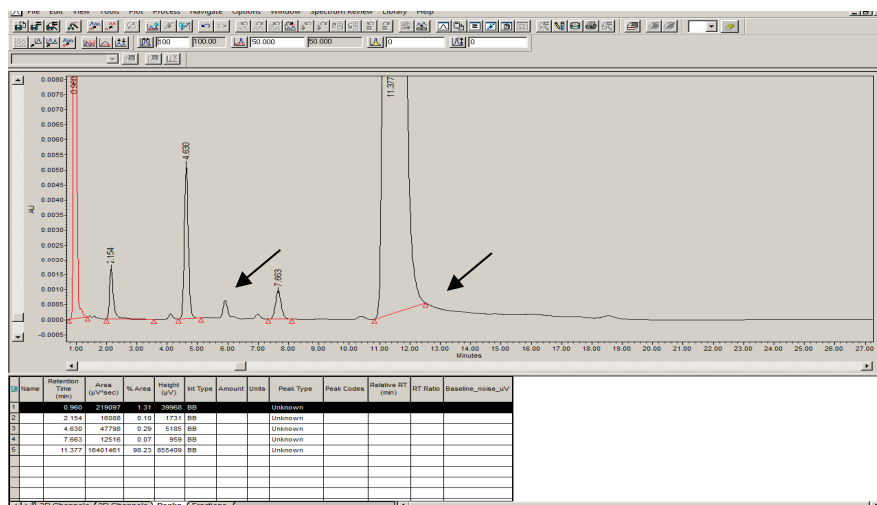 File Edit View Tools Plot Process Navigate Options Window Spectrum Review Library Help
100 100.00 50.000 50.000 0 0
0.0080
0.0075
0.0070
0.0065
0.0060
0.0055
0.0050
0.0045
0.0040
0.0035
0.0030
0.0025
0.0020
0.0015
0.0010
0.0005
0.0000
-0.0005
AU
0.960
2.154
4.630
7.663
11.377
1.00 2.00 3.00 4.00 5.00 6.00 7.00 8.00 9.00 10.00 11.00 12.00 13.00 14.00 15.00 16.00 17.00 18.00 19.00 20.00 21.00 22.00 23.00 24.00 25.00 26.00 27.00
Minutes
Name Retention Time (min) Area (µV*sec) % Area Height (µV) Int Type Amount Units Peak Type Peak Codes Relative RT (min) RT Ratio Baseline_noise_uV
1 0.960 219097 1.31 39968 BB Unknown
2 2.154 16088 0.10 1731 BB Unknown
3 4.630 47798 0.29 5185 BB Unknown
4 7.663 12516 0.07 959 BB Unknown
5 11.377 16401461 98.23 855409 BB Unknown
2D Channels Peaks Fractions